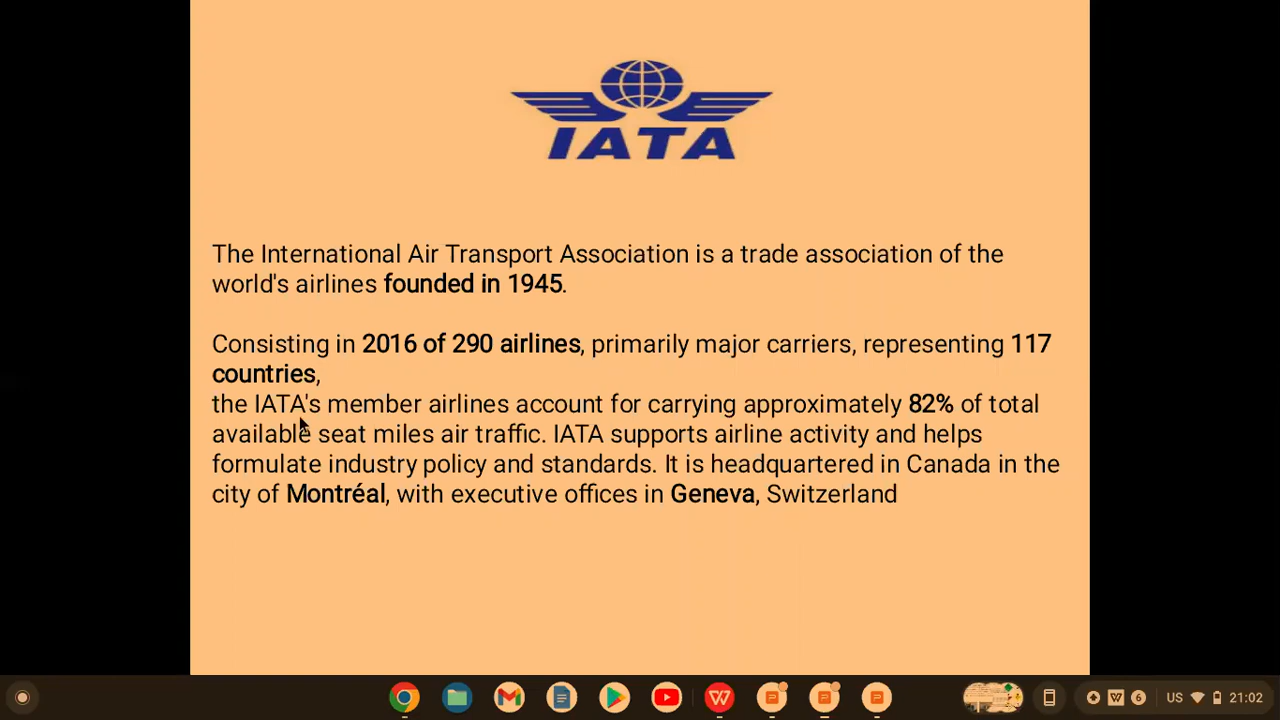 IATA
The International Air Transport Association is a trade association of the
world's airlines founded in 1945.
Consisting in 2016 of 290 airlines, primarily major carriers, representing 117
countries,
the IATA's member airlines account for carrying approximately 82% of total
available seat miles air traffic. IATA supports airline activity and helps
formulate industry policy and standards. It is headquartered in Canada in the
city of Montréal, with executive offices in Geneva, Switzerland
US 21:02